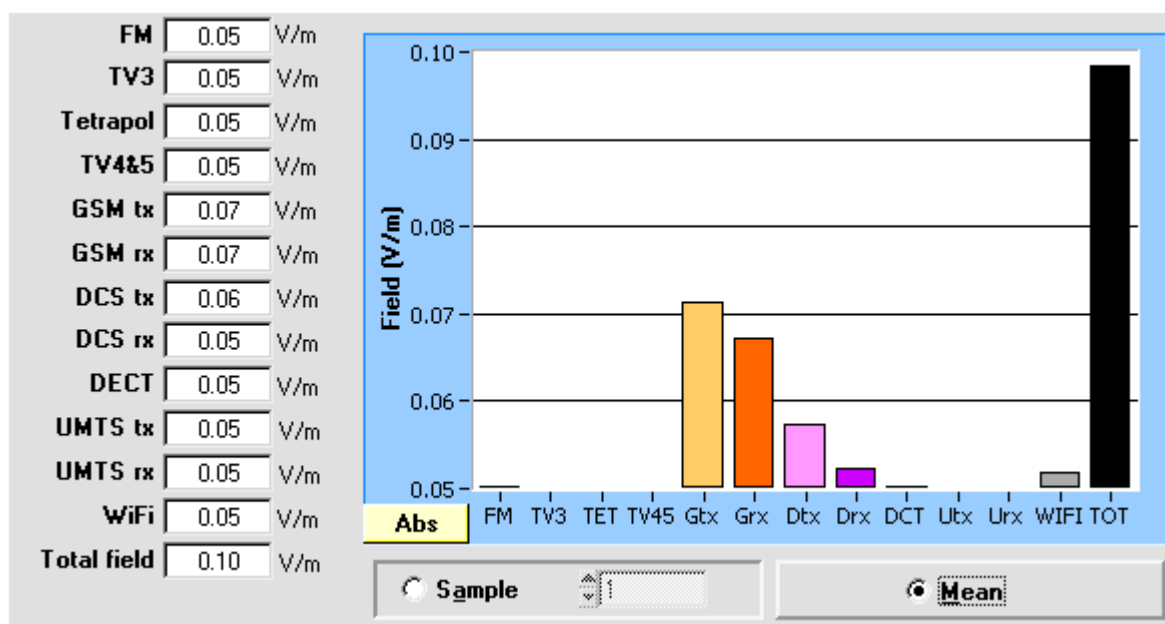 FM 0.05 V/m
TV3 0.05 V/m
Tetrapol 0.05 V/m
TV4&5 0.05 V/m
GSM tx 0.07 V/m
GSM rx 0.07 V/m
DCS tx 0.06 V/m
DCS rx 0.05 V/m
DECT 0.05 V/m
UMTS tx 0.05 V/m
UMTS rx 0.05 V/m
WiFi 0.05 V/m
Total field 0.10 V/m
Field (V/m)
0.10
0.09
0.08
0.07
0.06
0.05
FM TV3 TET TV45 Gtx Grx Dtx Drx DCT Utx Urx WIFI TOT
Abs
Sample 1 Mean